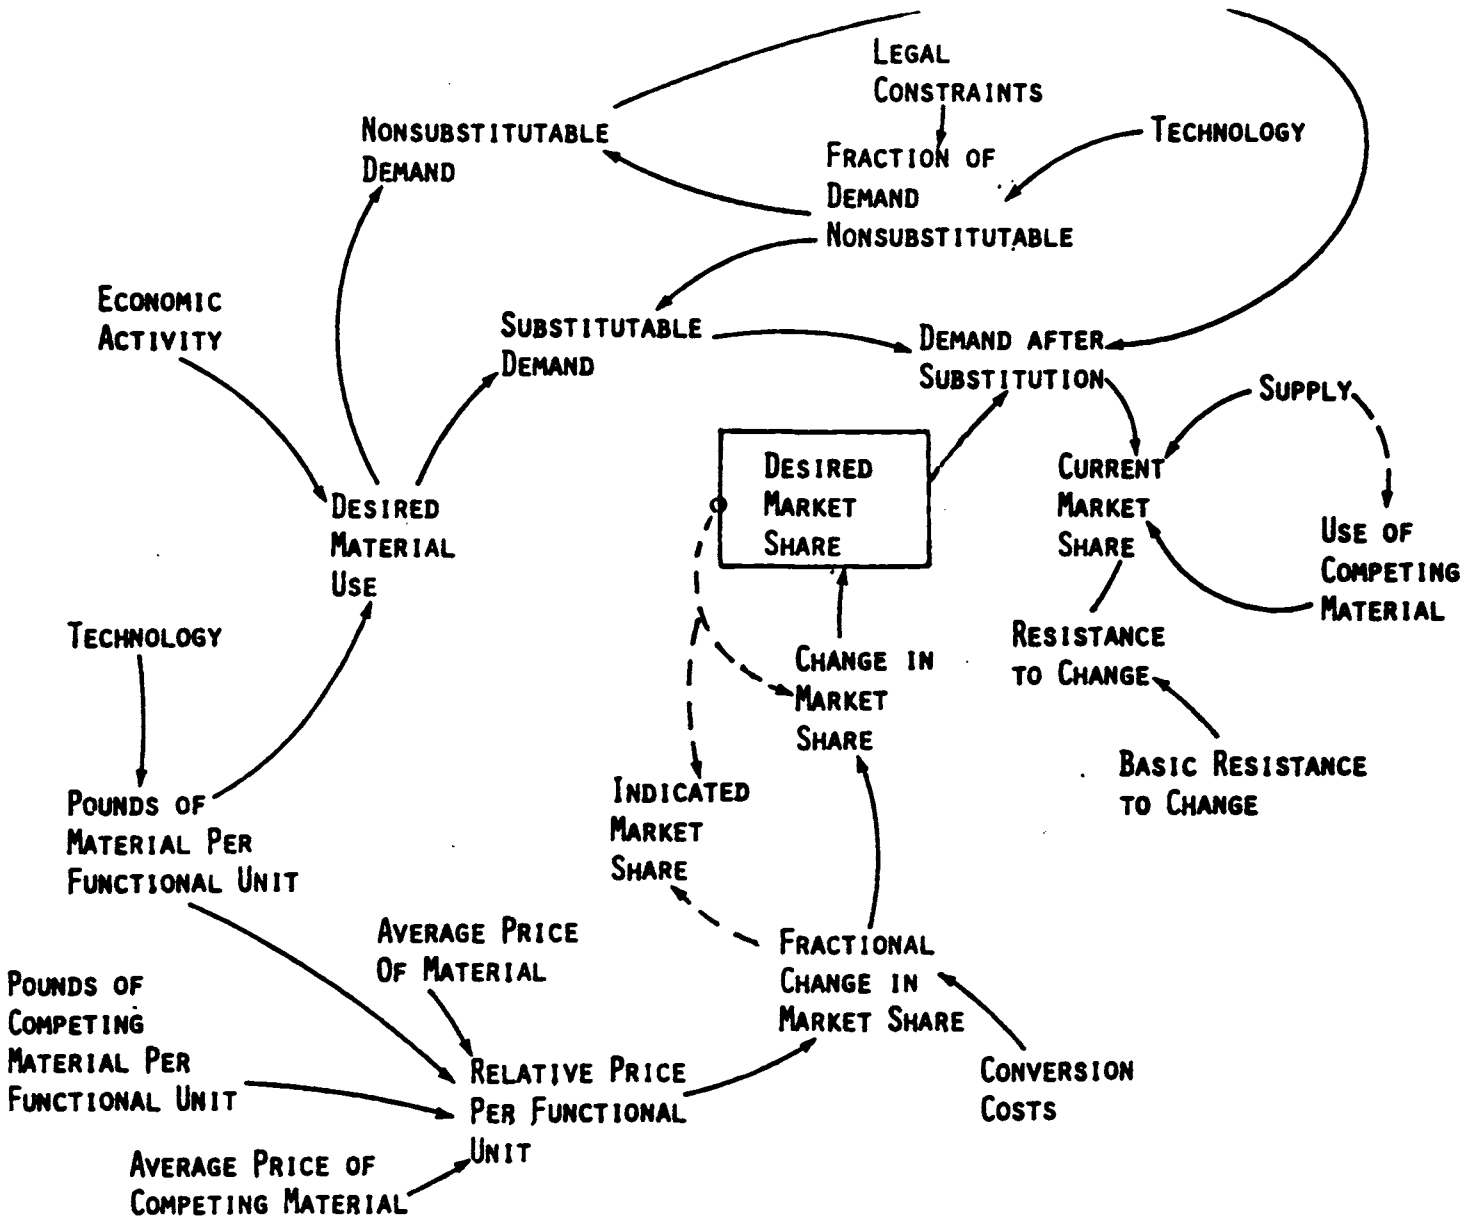 LEGAL
CONSTRAINTS
NONSUBSTITUTABLE
DEMAND
TECHNOLOGY
FRACTION OF
DEMAND
NONSUBSTITUTABLE
ECONOMIC
ACTIVITY
SUBSTITUTABLE
DEMAND
DEMAND AFTER
SUBSTITUTION
SUPPLY
DESIRED
MARKET
SHARE
CURRENT
MARKET
SHARE
DESIRED
MATERIAL
USE
USE OF
COMPETING
MATERIAL
TECHNOLOGY
RESISTANCE
TO CHANGE
CHANGE IN
MARKET
SHARE
BASIC RESISTANCE
TO CHANGE
INDICATED
MARKET
SHARE
POUNDS OF
MATERIAL PER
FUNCTIONAL UNIT
AVERAGE PRICE
OF MATERIAL
FRACTIONAL
CHANGE IN
MARKET SHARE
POUNDS OF
COMPETING
MATERIAL PER
FUNCTIONAL UNIT
RELATIVE PRICE
PER FUNCTIONAL
UNIT
CONVERSION
COSTS
AVERAGE PRICE OF
COMPETING MATERIAL